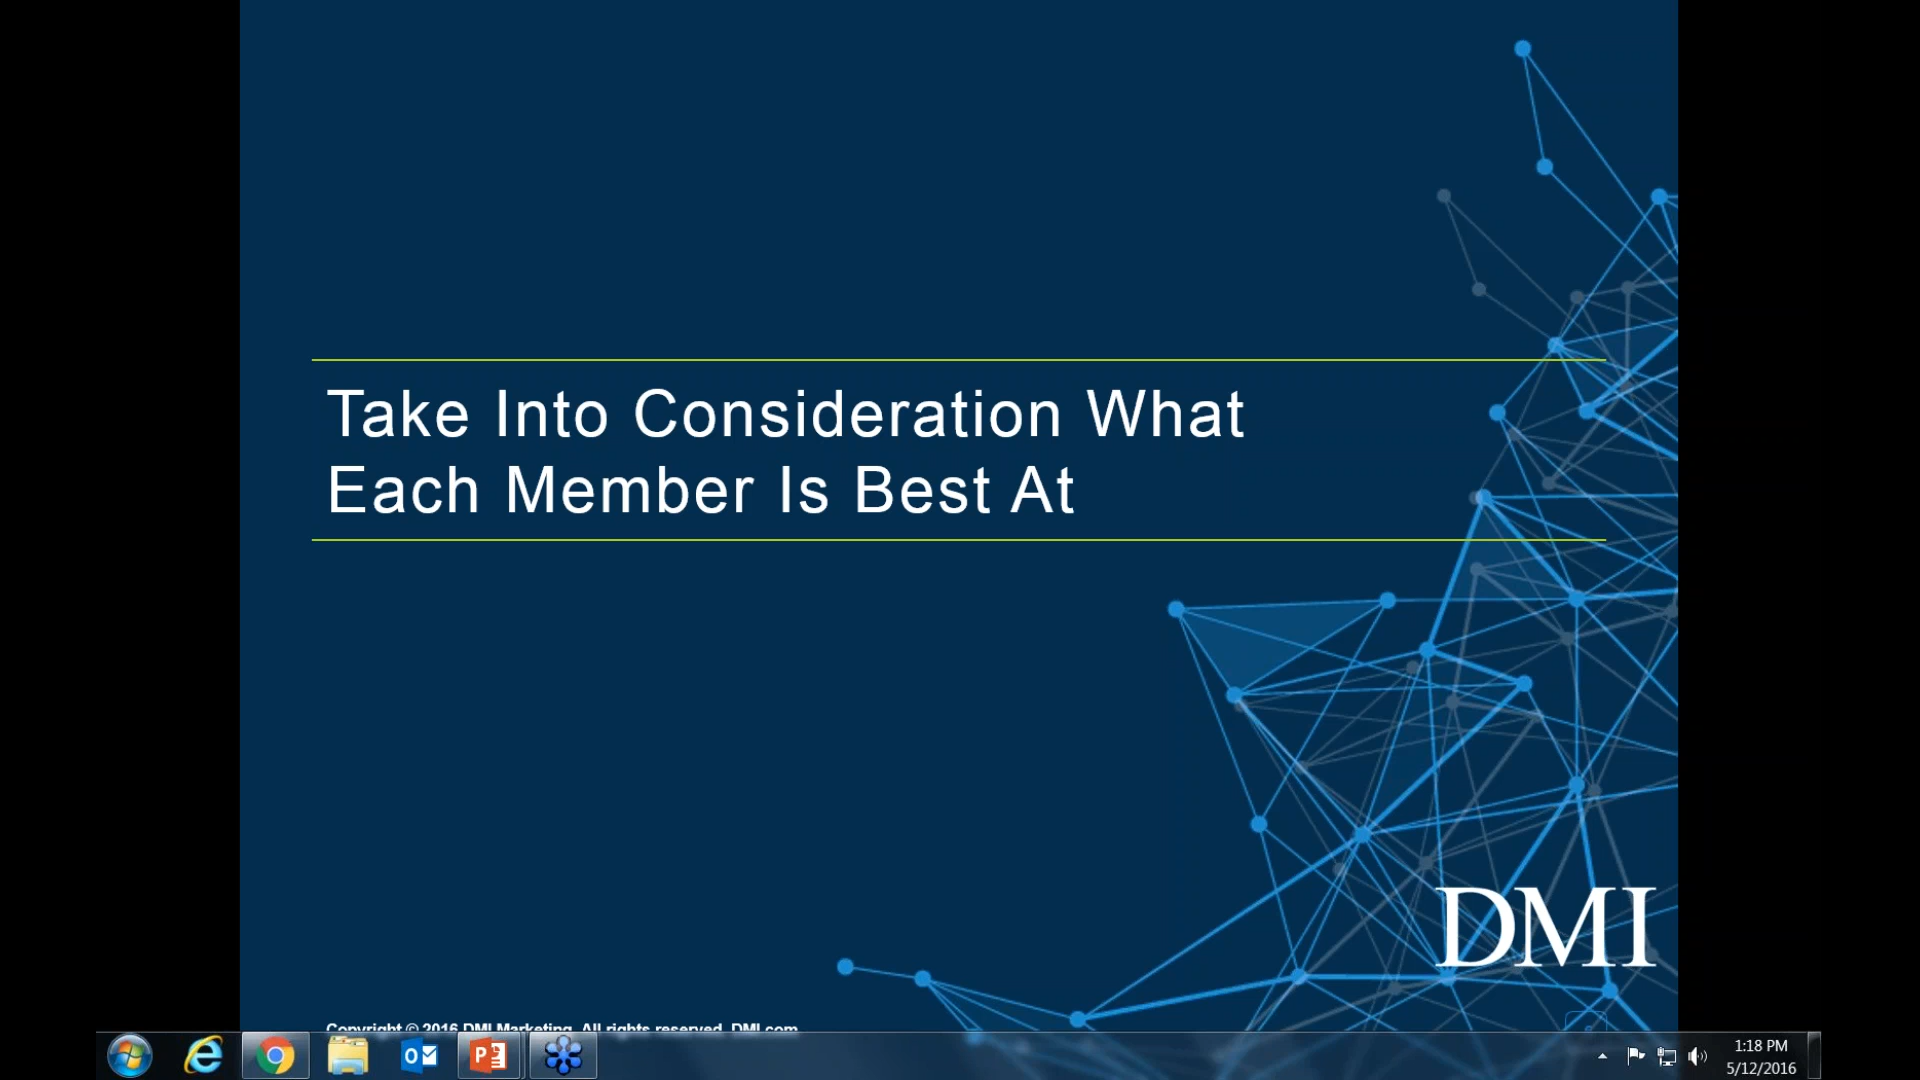 Take Into Consideration What
Each Member Is Best At
DMI
Copyright © 2016 DMI Marketing. All rights reserved. DMI.com
1:18 PM
5/12/2016